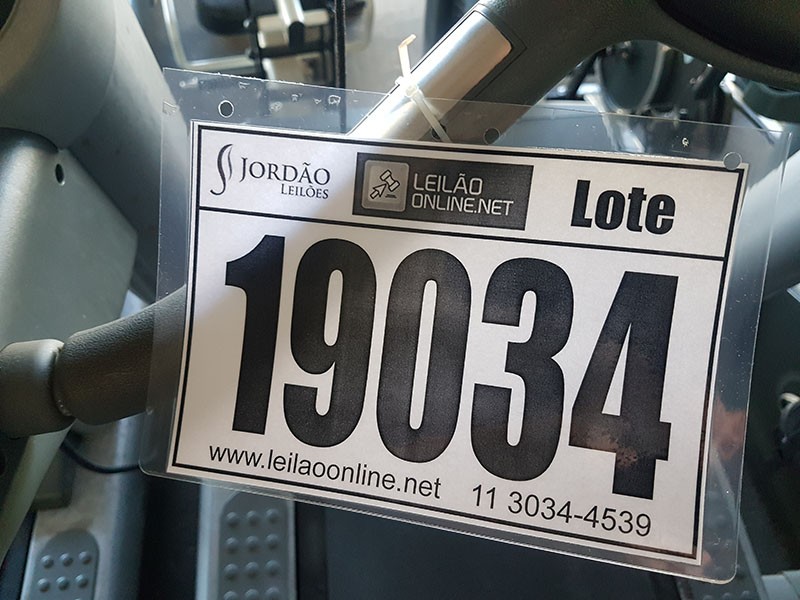 JORDÃO
LEILÕES
LEILÃO
ONLINE.NET
Lote
19034
www.leilaoonline.net
11 3034-4539